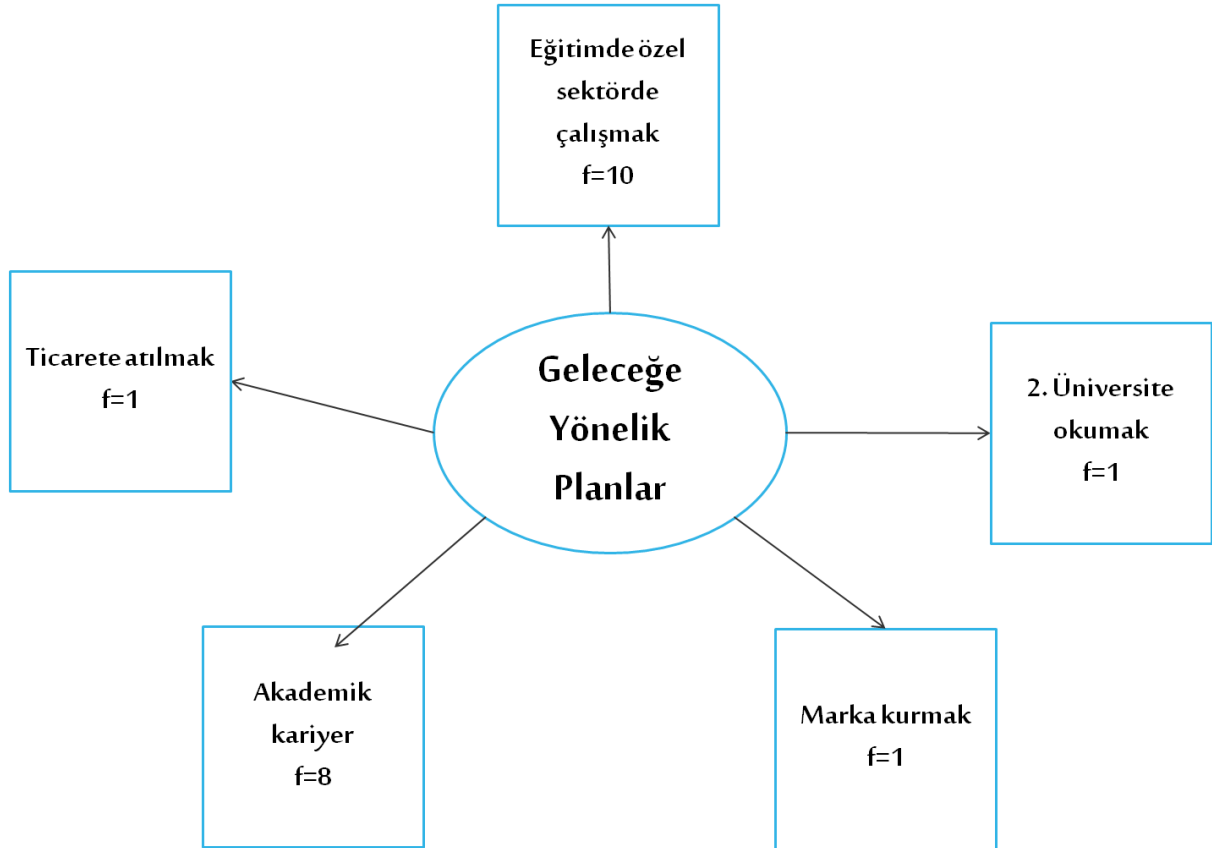 Eğitimde özel
sektörde
çalışmak
f=10
Ticarete atılmak
f=1
Geleceğe
Yönelik
Planlar
2. Üniversite
okumak
f=1
Akademik
kariyer
f=8
Marka kurmak
f=1